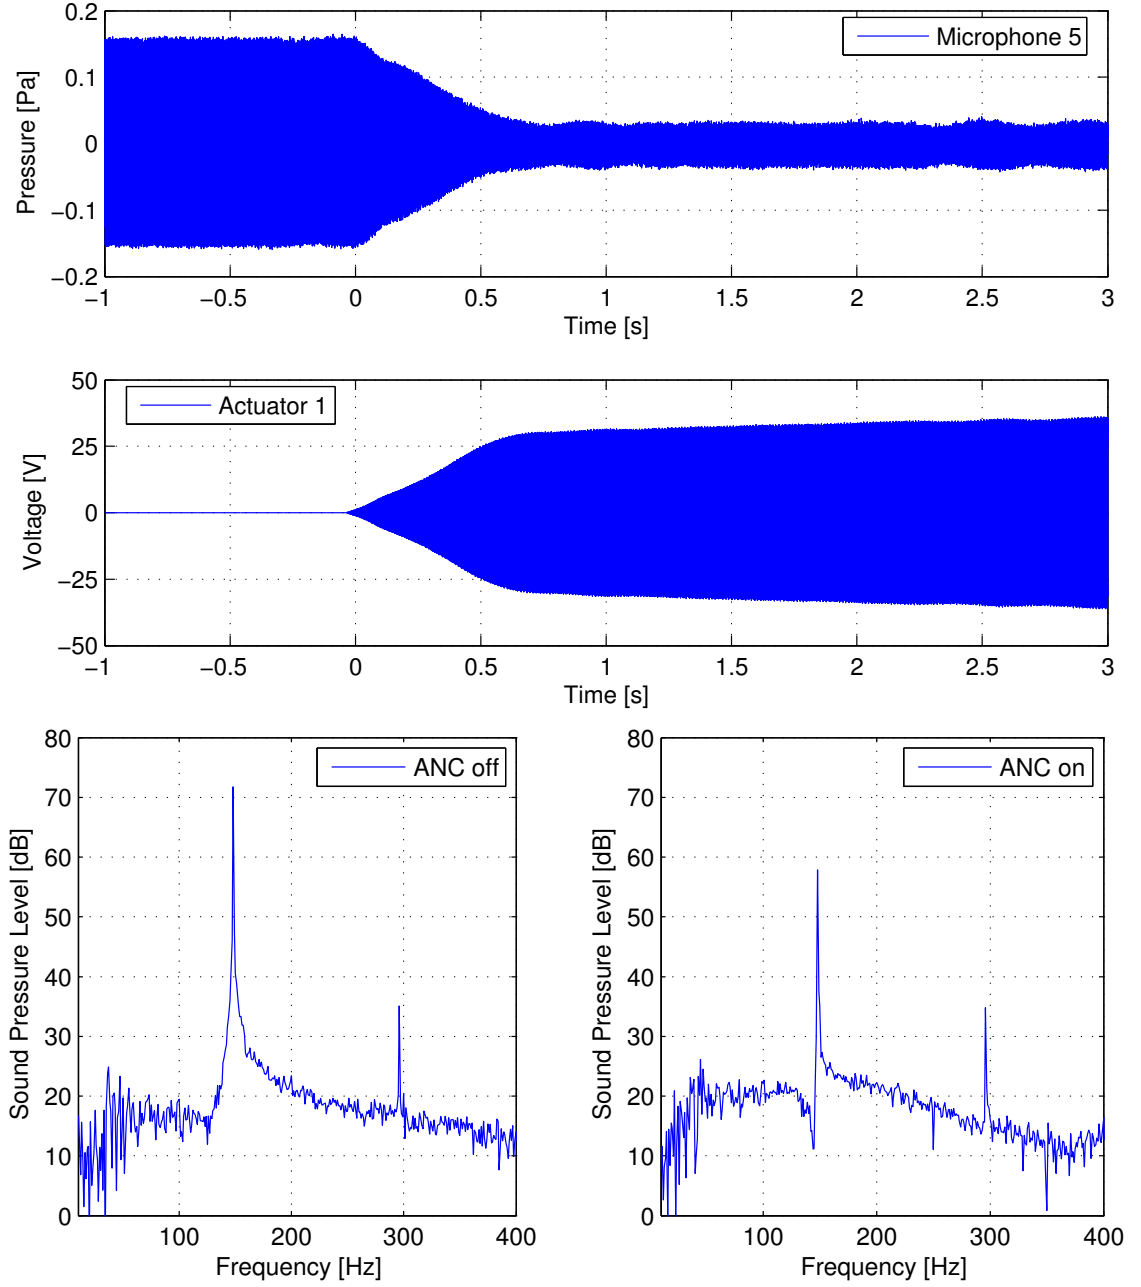 0.2
0.1
0
−0.1
−0.2
Pressure [Pa]
Microphone 5
−1 −0.5 0 0.5 1 1.5 2 2.5 3
Time [s]
50
25
0
−25
−50
Voltage [V]
Actuator 1
−1 −0.5 0 0.5 1 1.5 2 2.5 3
Time [s]
80
70
60
50
40
30
20
10
0
Sound Pressure Level [dB]
ANC off
100 200 300 400
Frequency [Hz]
80
70
60
50
40
30
20
10
0
Sound Pressure Level [dB]
ANC on
100 200 300 400
Frequency [Hz]